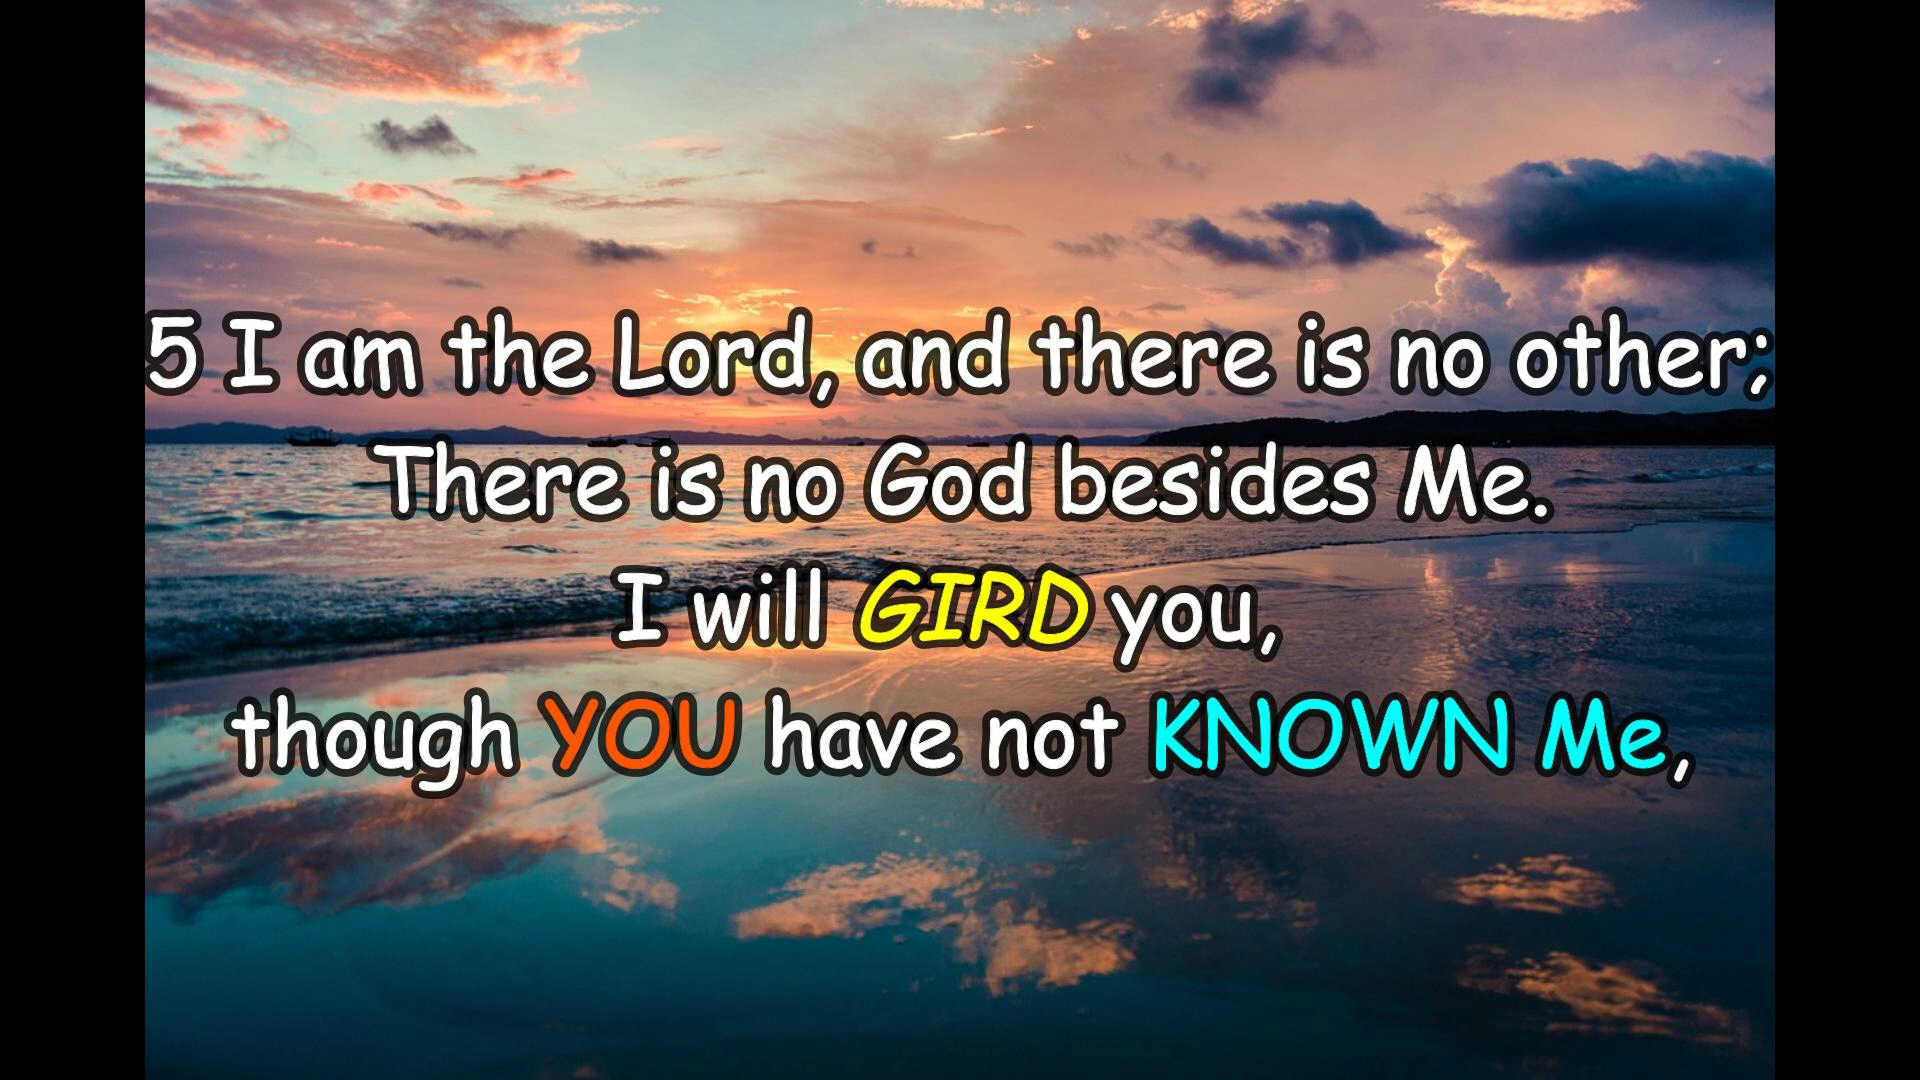 5 I am the Lord, and there is no other;
There is no God besides Me.
I will GIRD you,
though YOU have not KNOWN Me,